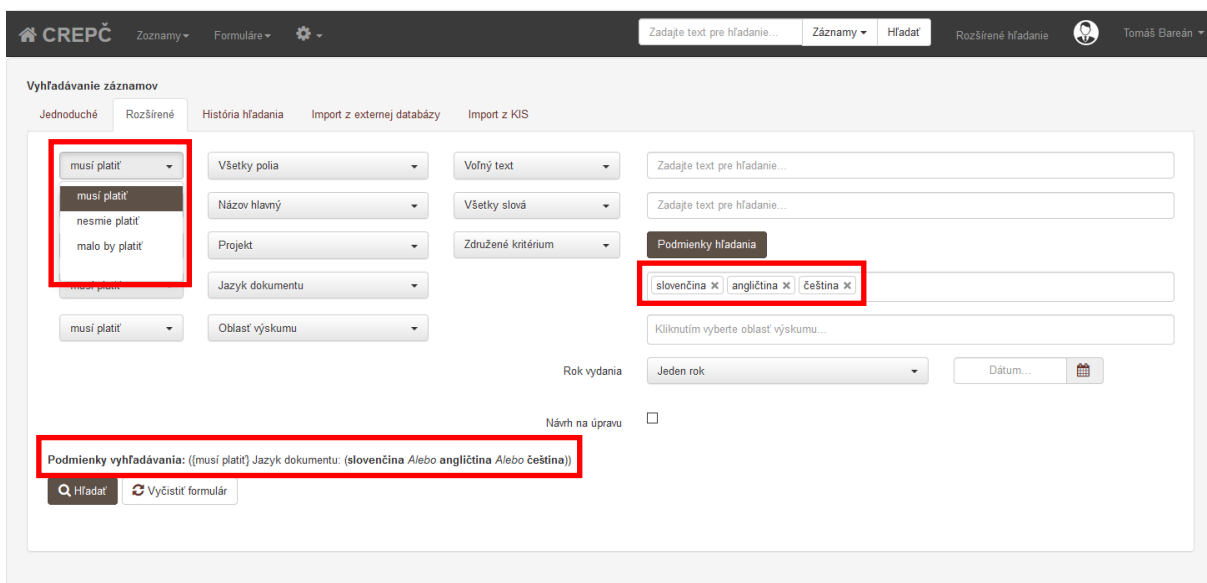 CREPČ Zoznamy Formuláre Zadajte text pre hľadanie... Záznamy Hľadať Rozšírené hľadanie Tomáš Bareán
Vyhľadávanie záznamov
Jednoduché Rozšírené História hľadania Import z externej databázy Import z KIS
musí platiť Všetky polia Voľný text Zadajte text pre hľadanie...
musí platiť
Názov hlavný Všetky slová Zadajte text pre hľadanie...
nesmie platiť
malo by platiť Projekt Združené kritérium Podmienky hľadania
musí platiť Jazyk dokumentu slovenčina × angličtina × čeština ×
musí platiť Oblasť výskumu Kliknutím vyberte oblasť výskumu...
Rok vydania Jeden rok Dátum...
Návrh na úpravu
Podmienky vyhľadávania: ({musí platiť} Jazyk dokumentu: (slovenčina Alebo angličtina Alebo čeština))
Hľadať Vyčistiť formulár